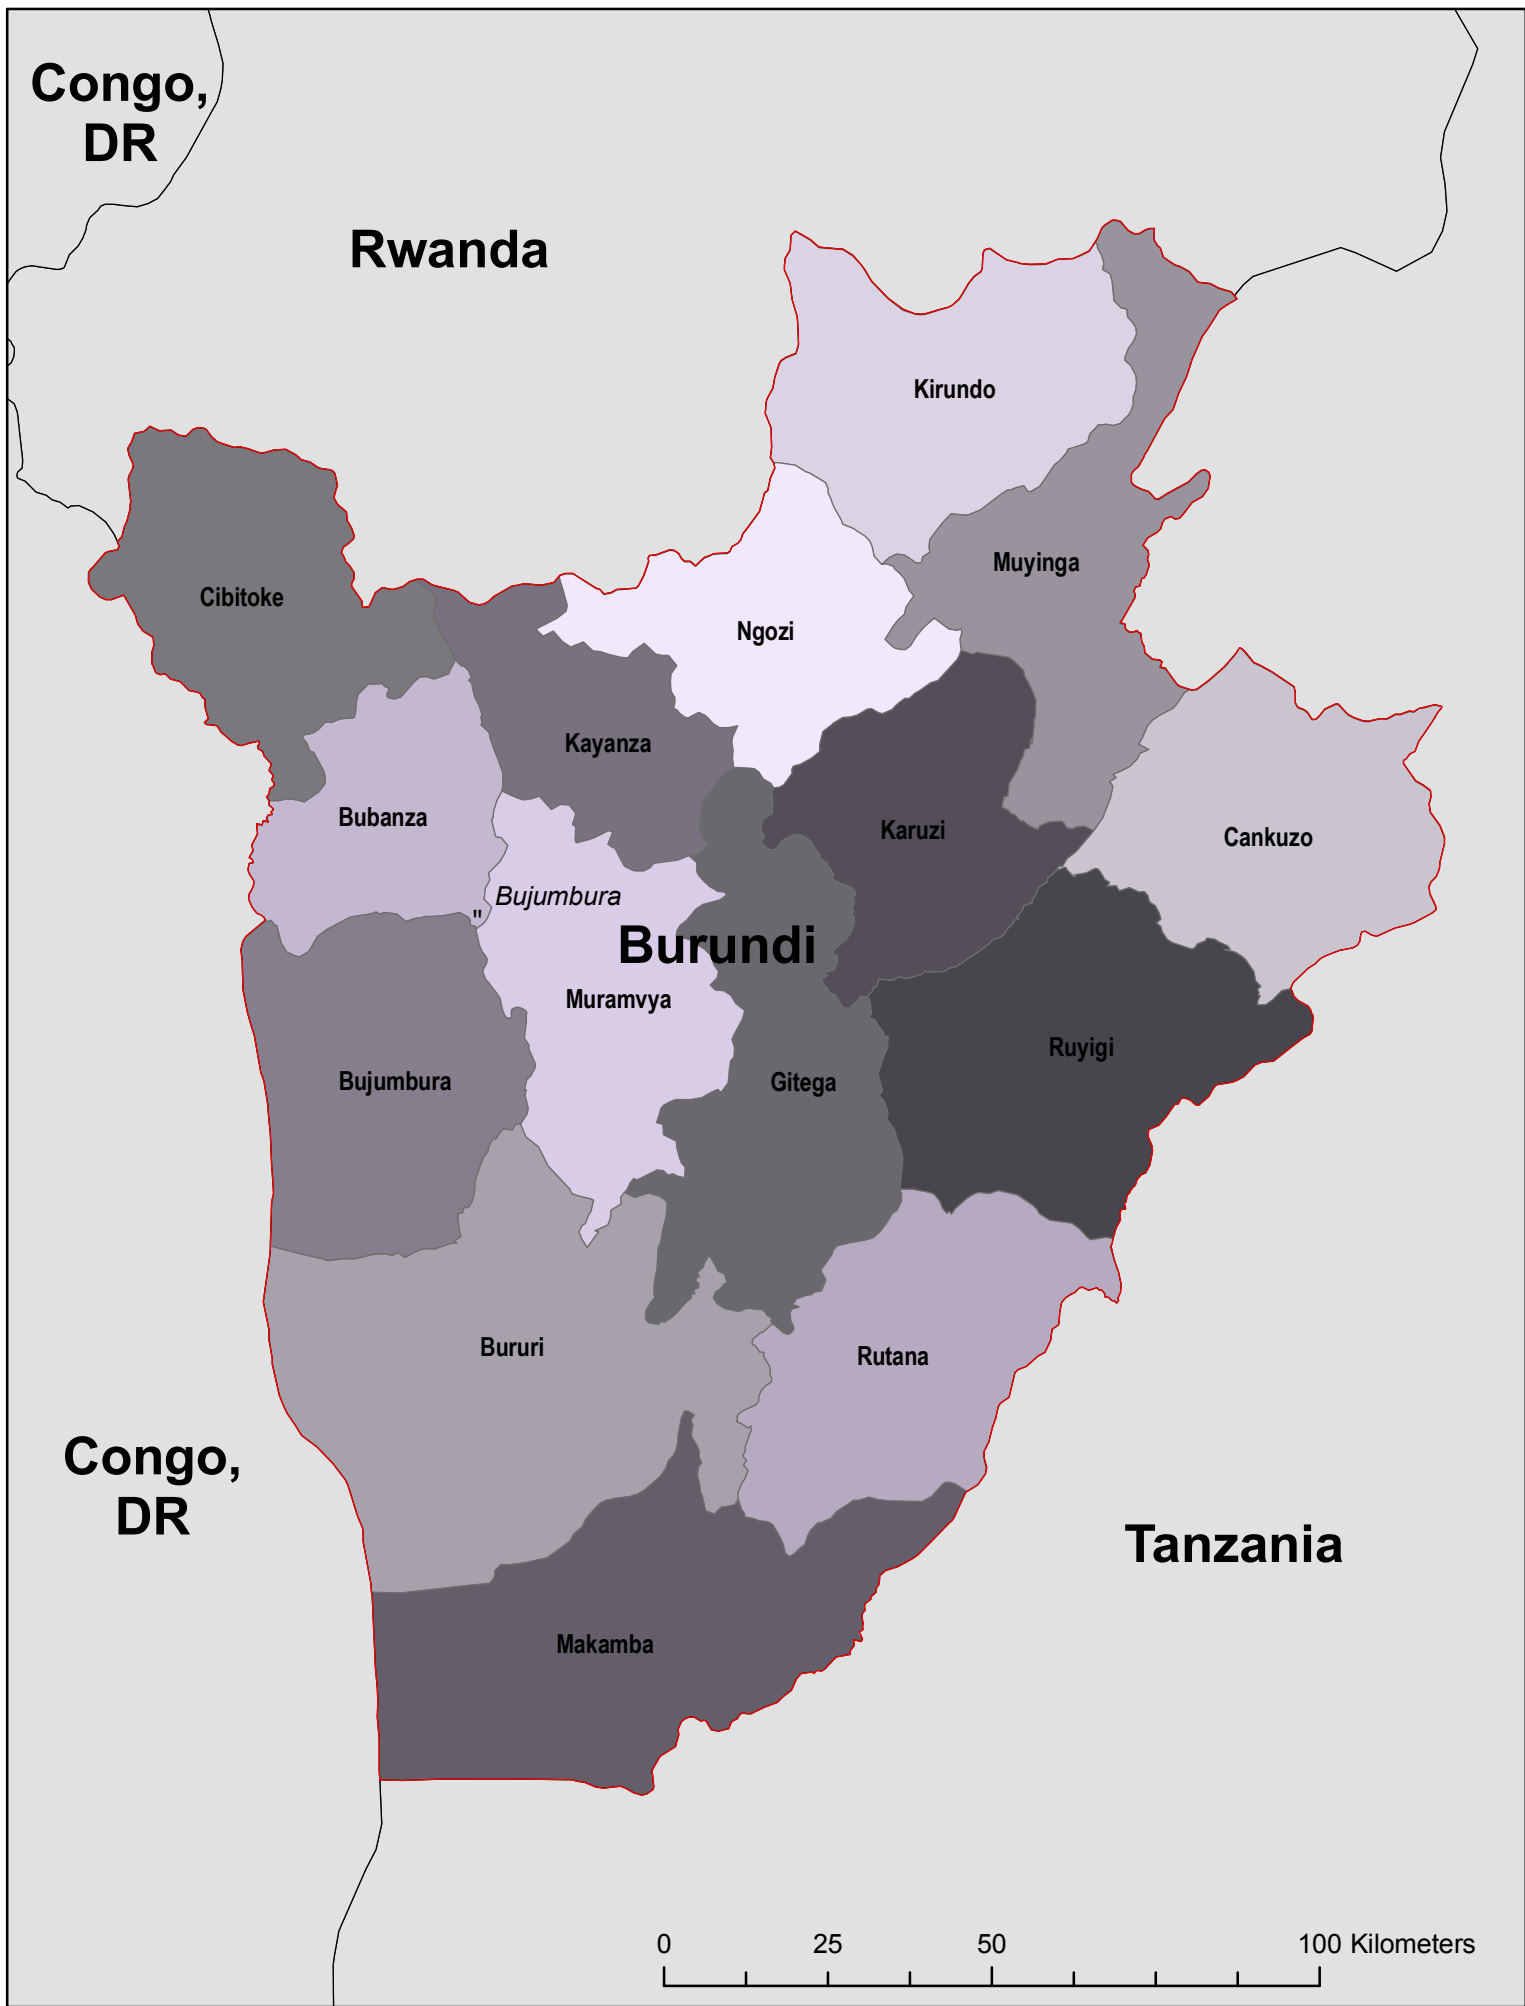 Congo,
DR
Rwanda
Kirundo
Muyinga
Cibitoke
Ngozi
Kayanza
Bubanza
Karuzi
Cankuzo
" Bujumbura
Burundi
Muramvya
Ruyigi
Bujumbura
Gitega
Bururi
Rutana
Congo,
DR
Tanzania
Makamba
0 25 50 100 Kilometers